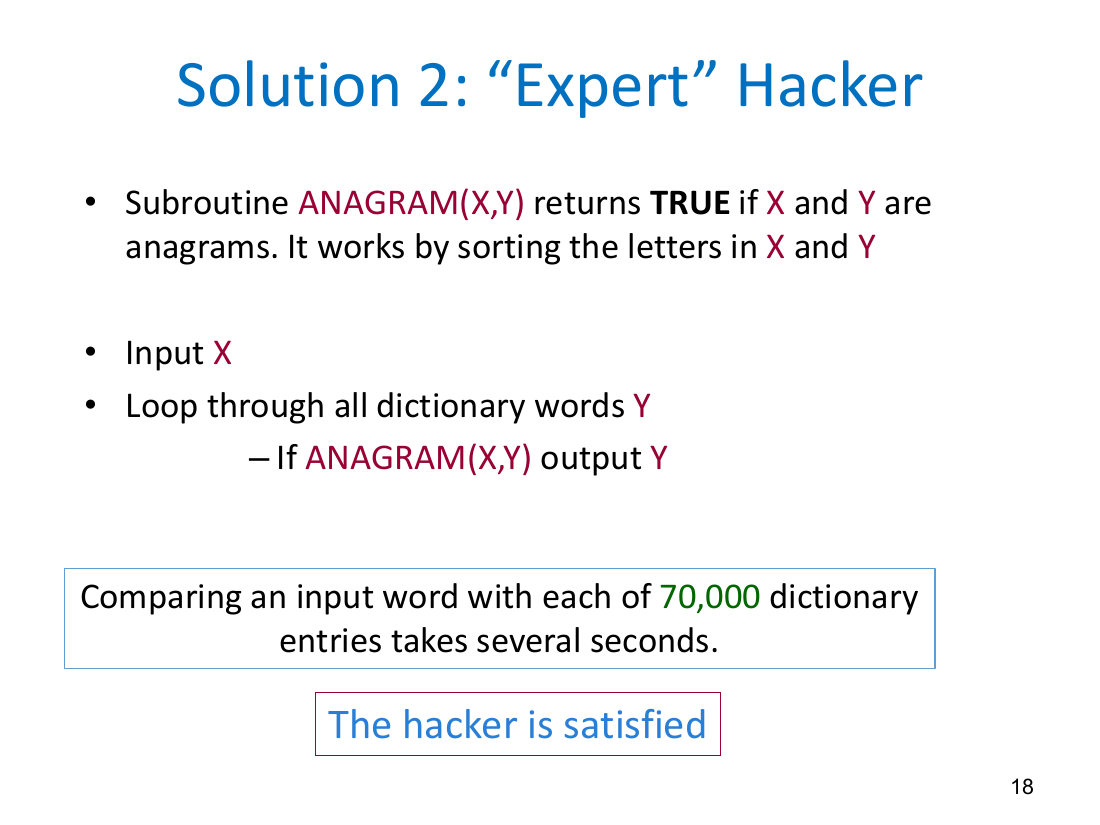 Solution 2: “Expert” Hacker
• Subroutine ANAGRAM(X,Y) returns TRUE if X and Y are
anagrams. It works by sorting the letters in X and Y
• Input X
• Loop through all dictionary words Y
– If ANAGRAM(X,Y) output Y
Comparing an input word with each of 70,000 dictionary
entries takes several seconds.
The hacker is satisfied
18